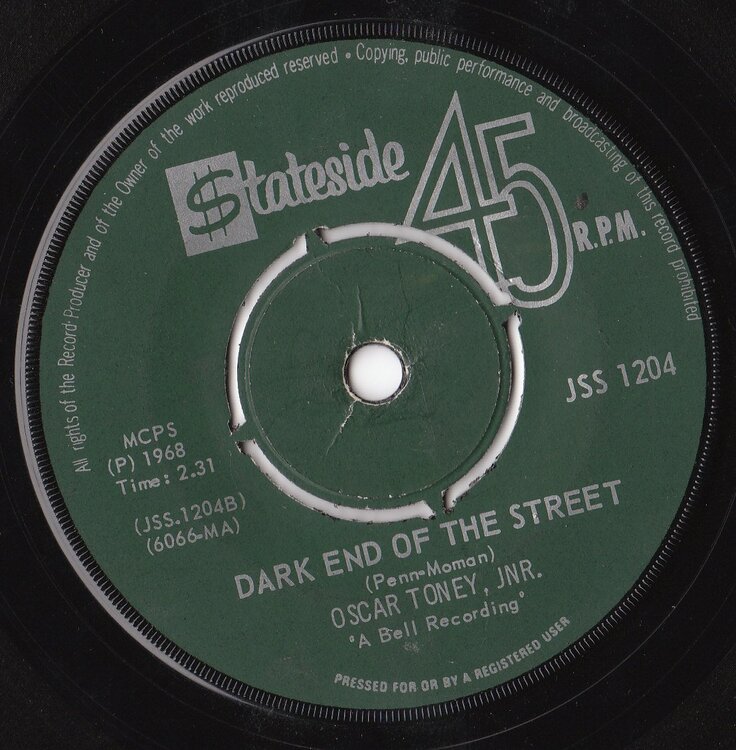 All rights of the Record Producer and of the Owner of the work reproduced reserved • Copying, public performance and broadcasting of this record prohibited
$tateside
45
R.P.M.
JSS 1204
MCPS
(P) 1968
Time: 2.31
(JSS.1204B)
(6066-MA)
DARK END OF THE STREET
(Penn-Moman)
OSCAR TONEY, JNR.
"A Bell Recording"
PRESSED FOR OR BY A REGISTERED USER